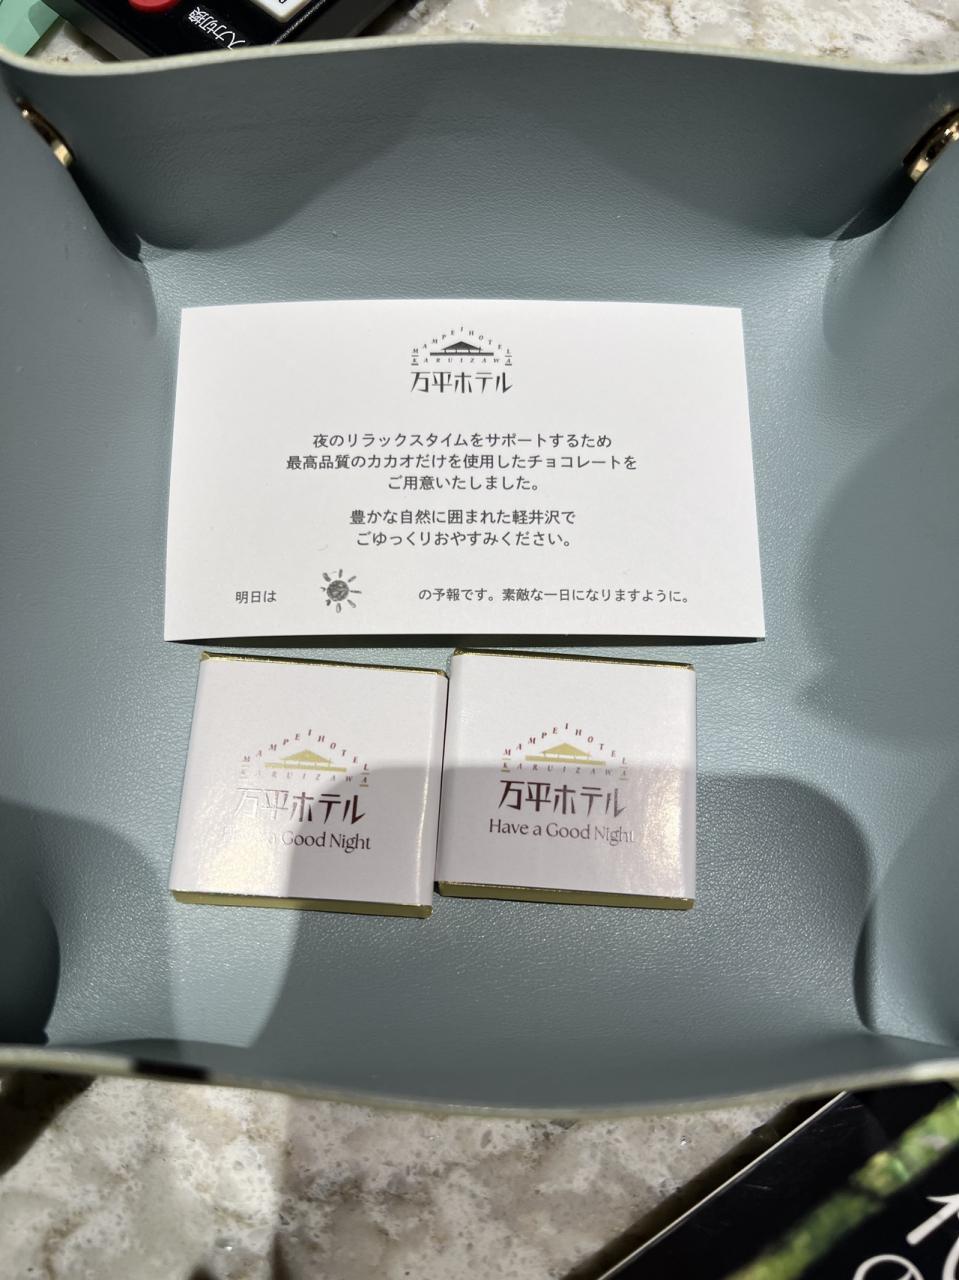 入力切換
MAMPEI HOTEL
KARUIZAWA
万平ホテル
夜のリラックスタイムをサポートするため
最高品質のカカオだけを使用したチョコレートを
ご用意いたしました。
豊かな自然に囲まれた軽井沢で
ごゆっくりおやすみください。
明日は の予報です。素敵な一日になりますように。
MAMPEI HOTEL
KARUIZAWA
万平ホテル
a Good Night
MAMPEI HOTEL
KARUIZAWA
万平ホテル
Have a Good Night